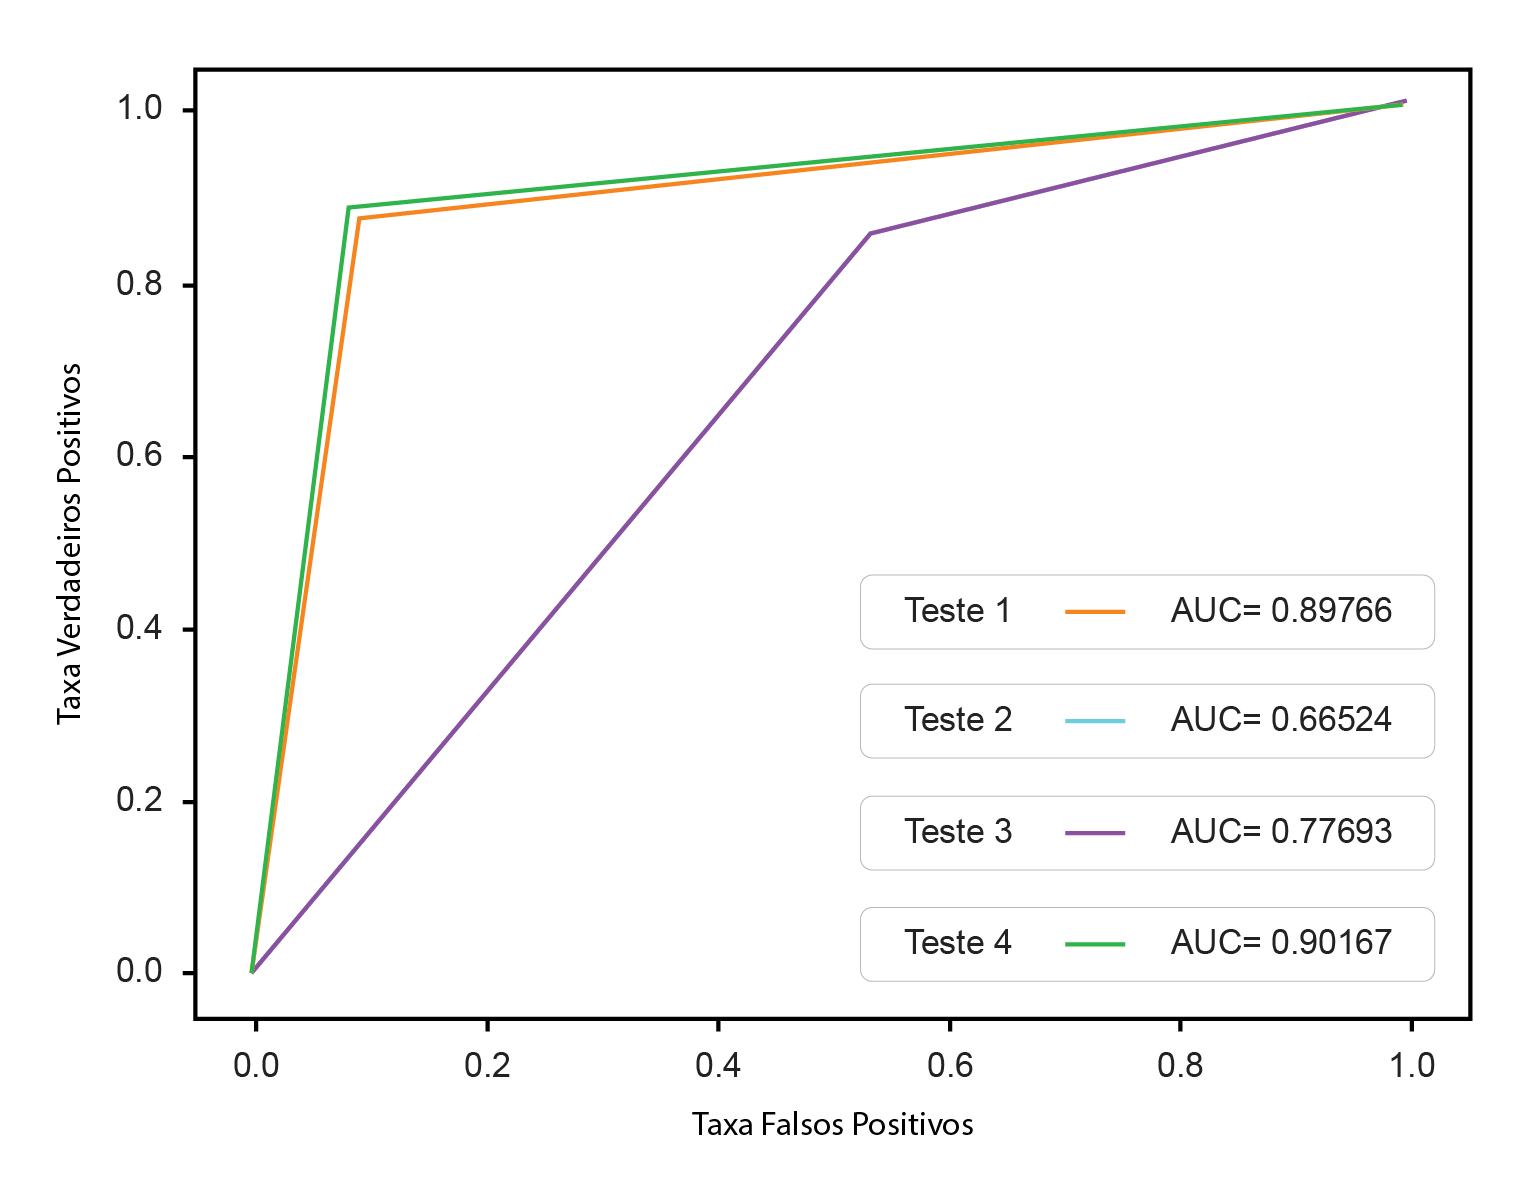 1.0
0.8
0.6
0.4
0.2
0.0
Taxa Verdadeiros Positivos
Teste 1 AUC= 0.89766
Teste 2 AUC= 0.66524
Teste 3 AUC= 0.77693
Teste 4 AUC= 0.90167
0.0 0.2 0.4 0.6 0.8 1.0
Taxa Falsos Positivos